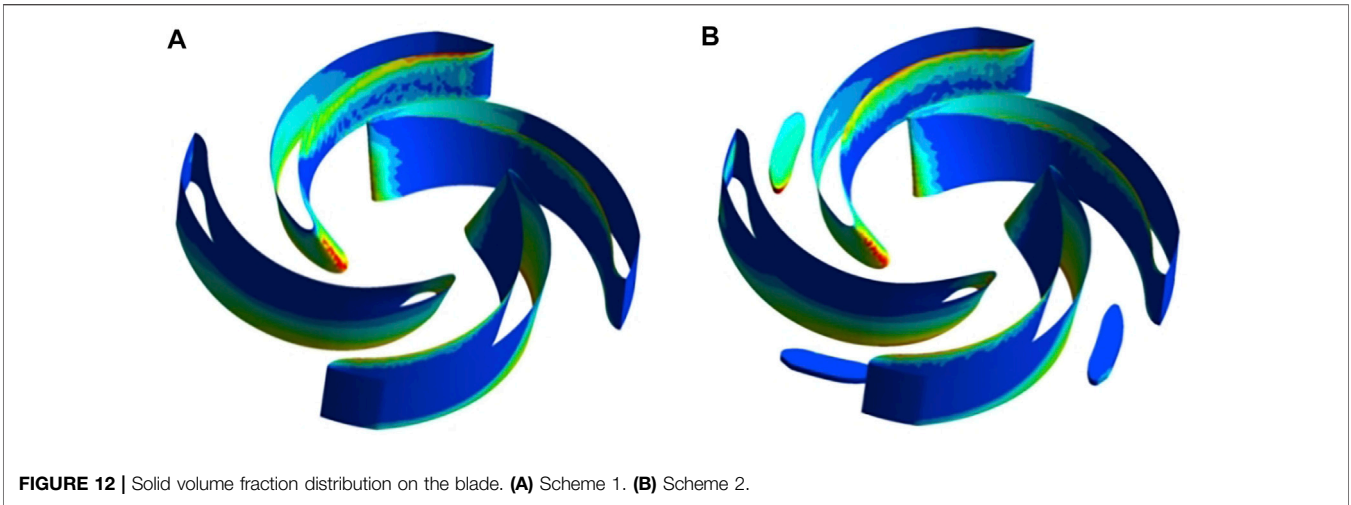 A
B
FIGURE 12 | Solid volume fraction distribution on the blade. (A) Scheme 1. (B) Scheme 2.